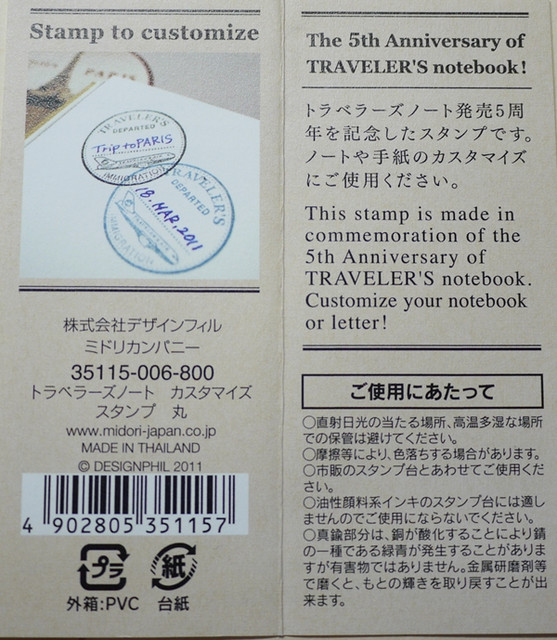 Stamp to customize
PARIS
TRAVELER'S
DEPARTED
Trip to PARIS
IMMIGRATION
TRAVELER'S
DEPARTED
18. MAR, 2011
IMMIGRATION
株式会社デザインフィル
ミドリカンパニー
35115-006-800
トラベラーズノート カスタマイズ
スタンプ 丸
www.midori-japan.co.jp
MADE IN THAILAND
© DESIGNPHIL 2011
4 902805 351157
プラ
紙
外箱:PVC 台紙
The 5th Anniversary of
TRAVELER'S notebook!
トラベラーズノート発売5周
年を記念したスタンプです。
ノートや手紙のカスタマイズ
にご使用ください。
This stamp is made in
commemoration of the
5th Anniversary of
TRAVELER'S notebook.
Customize your notebook
or letter!
ご使用にあたって
○直射日光の当たる場所、高温多湿な場所
での保管は避けてください。
○摩擦等により、色落ちする場合があります。
○市販のスタンプ台とあわせてご使用くださ
い。
○油性顔料系インキのスタンプ台には適し
ませんのでご使用にならないでください。
○真鍮部分は、銅が酸化することにより錆
の一種である緑青が発生することがありま
すが有害物ではありません。金属研磨剤等
で磨くと、もとの輝きを取り戻すことが出
来ます。